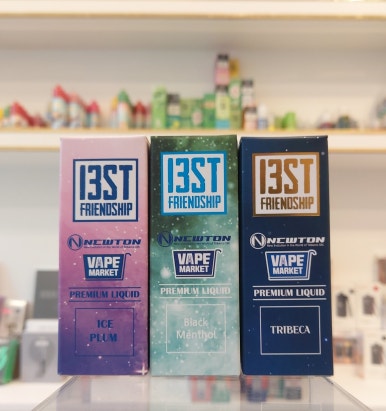 13ST
FRIENDSHIP
NEWTON
VAPE
MARKET
PREMIUM LIQUID
ICE
PLUM
13ST
FRIENDSHIP
NEWTON
VAPE
MARKET
PREMIUM LIQUID
Black
Menthol
13ST
FRIENDSHIP
NEWTON
VAPE
MARKET
PREMIUM LIQUID
TRIBECA